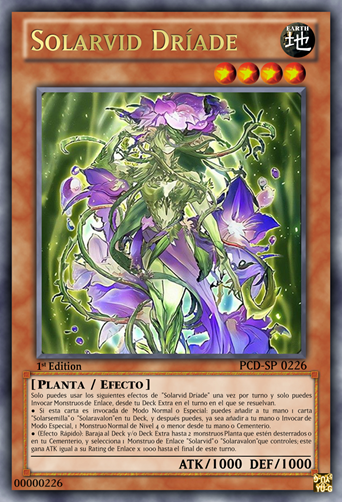 SOLARVID DRÍADE
EARTH
地
1st Edition
PCD-SP 0226
[PLANTA / EFECTO]
Solo puedes usar los siguientes efectos de "Solarvid Dríade" una vez por turno y solo puedes
Invocar Monstruos de Enlace, desde tu Deck Extra en el turno en el que se resuelvan.
● Si esta carta es invocada de Modo Normal o Especial: puedes añadir a tu mano 1 carta
"Solarsemilla" o "Solaravalon" en tu Deck, y después puedes, ya sea añadir a tu mano o Invocar de
Modo Especial, 1 Monstruo Normal de Nivel 4 o menor desde tu mano o Cementerio.
● (Efecto Rápido): Baraja al Deck y/o Deck Extra hasta 2 monstruos Planta que estén desterrados o
en tu Cementerio, y selecciona 1 Monstruo de Enlace "Solarvid" o "Solaravalon" que controles; este
gana ATK igual a su Rating de Enlace x 1000 hasta el final de este turno.
ATK/1000 DEF/1000
00000226